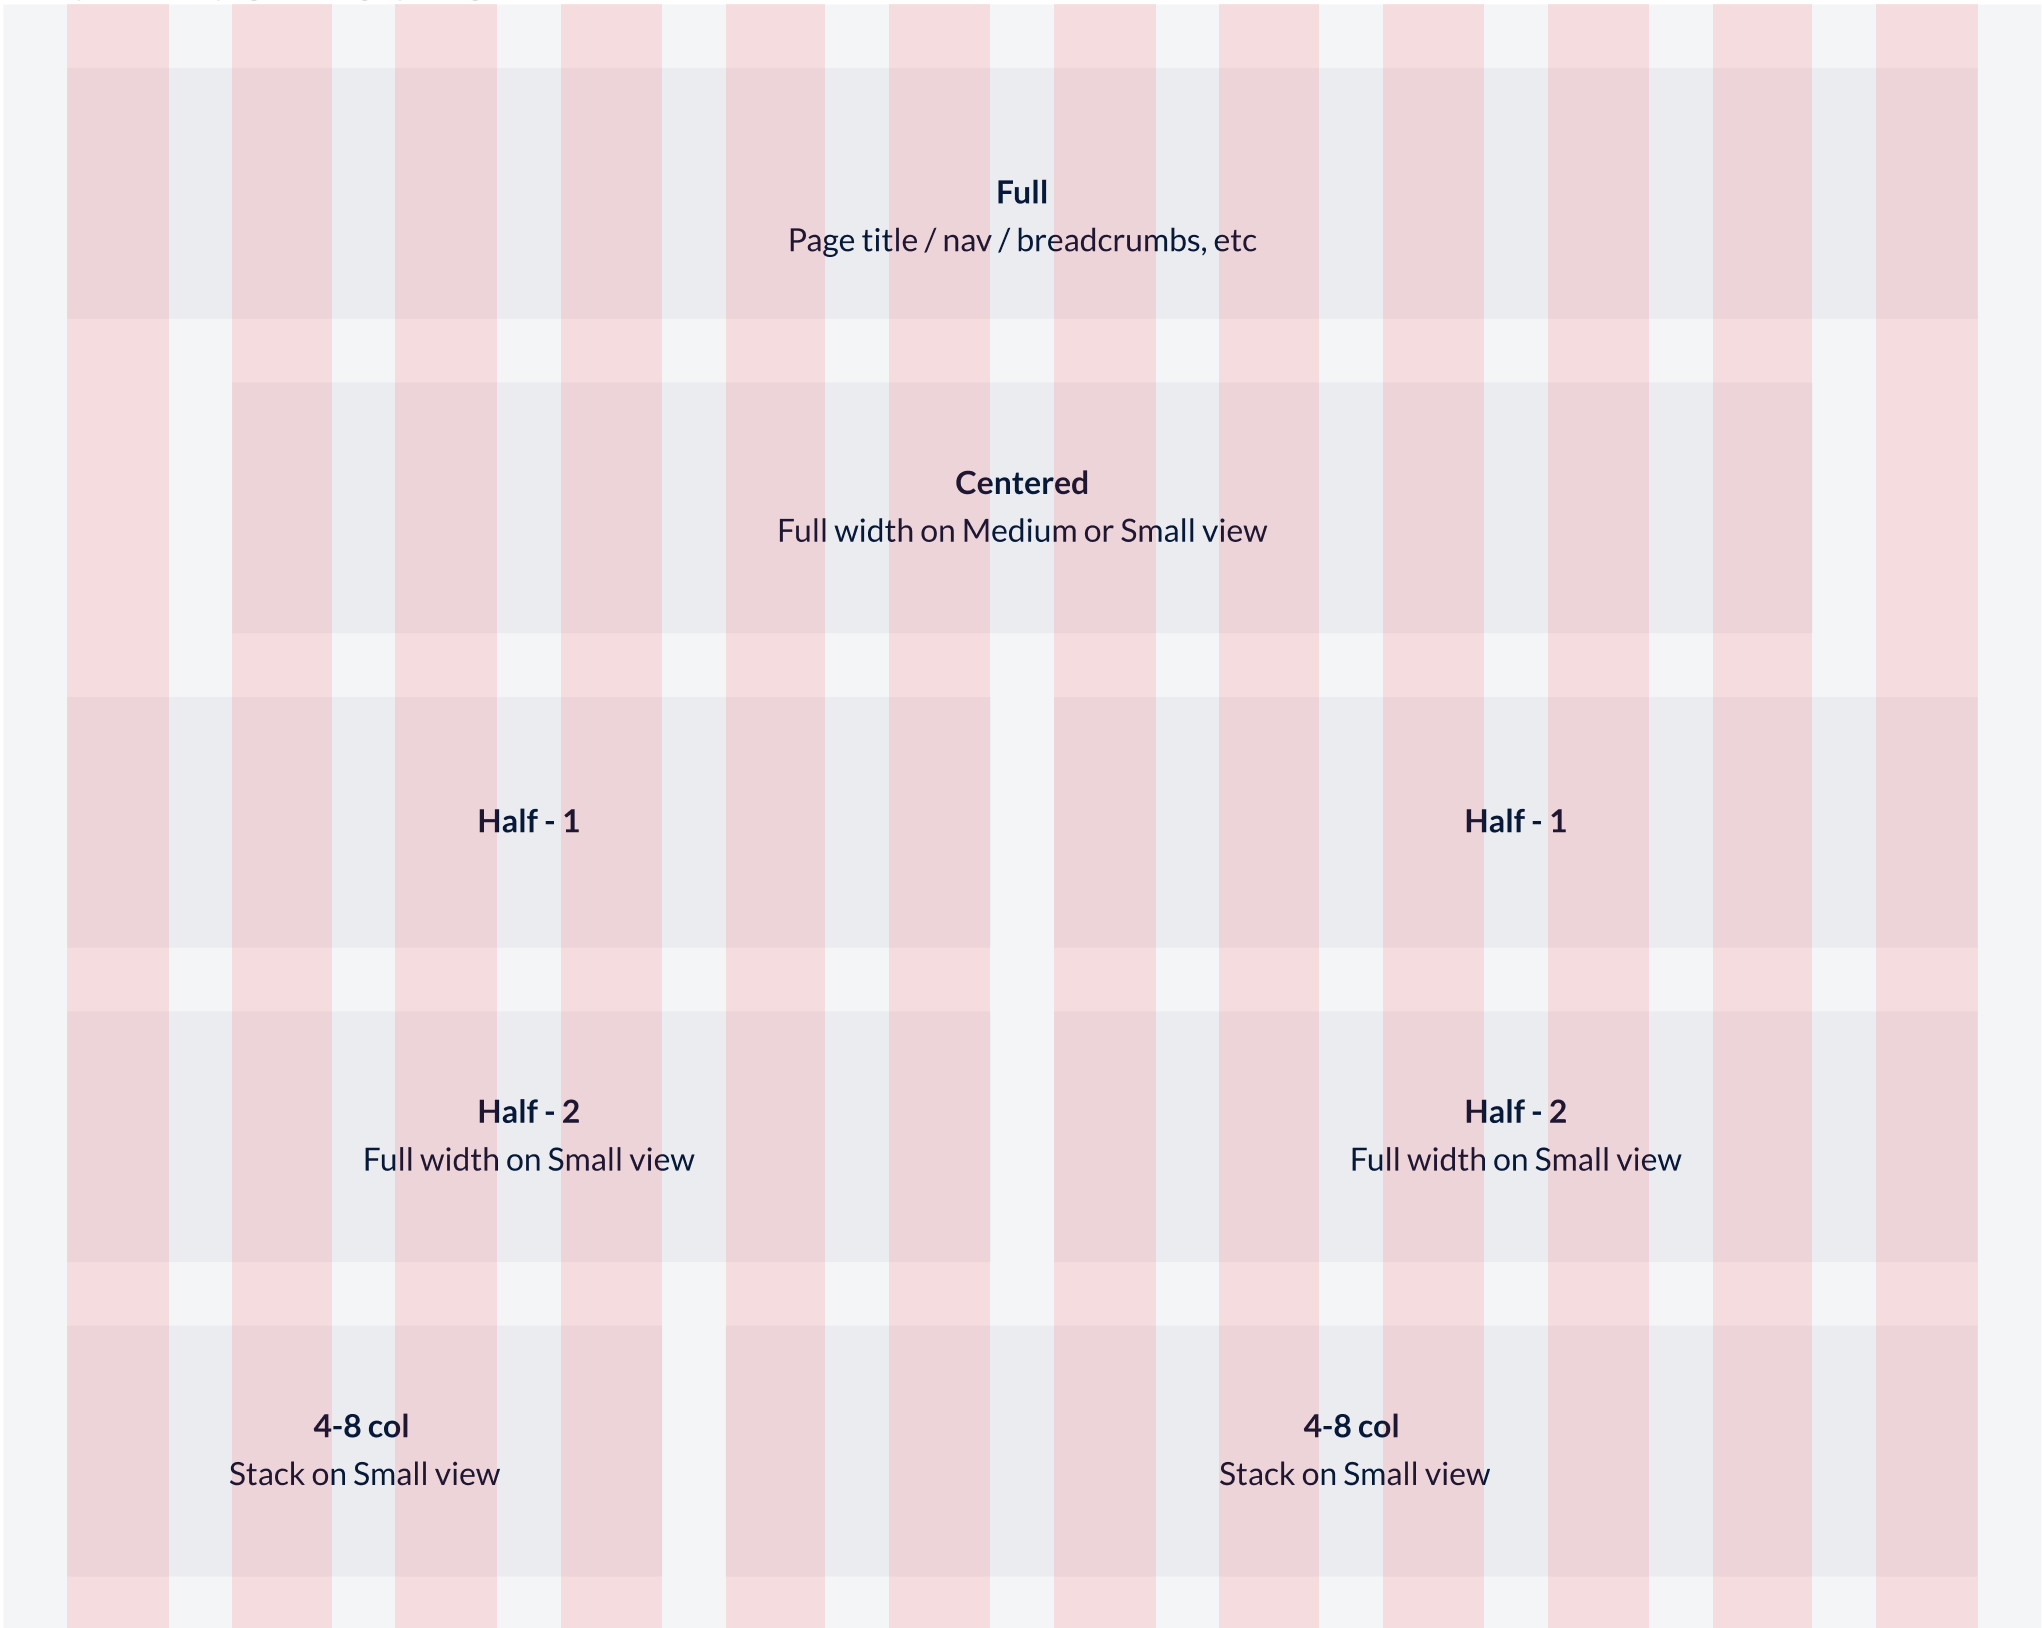 Full
Page title / nav / breadcrumbs, etc
Centered
Full width on Medium or Small view
Half - 1
Half - 1
Half - 2
Full width on Small view
Half - 2
Full width on Small view
4-8 col
Stack on Small view
4-8 col
Stack on Small view